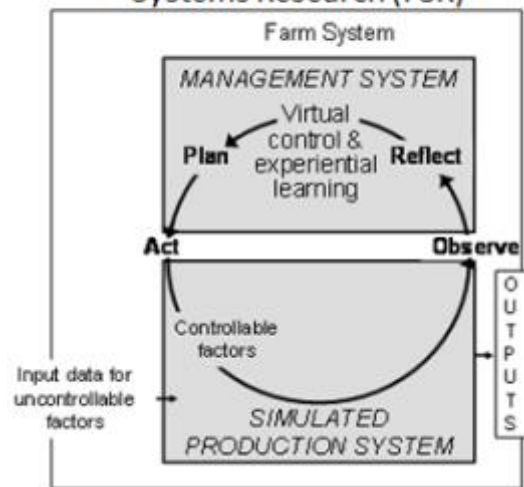 Systems Research (FSR)
Farm System
MANAGEMENT SYSTEM
Virtual
control &
experiential
learning
Plan
Reflect
Act
Observe
Controllable
factors
Input data for
uncontrollable
factors
OUTPUTS
SIMULATED
PRODUCTION SYSTEM